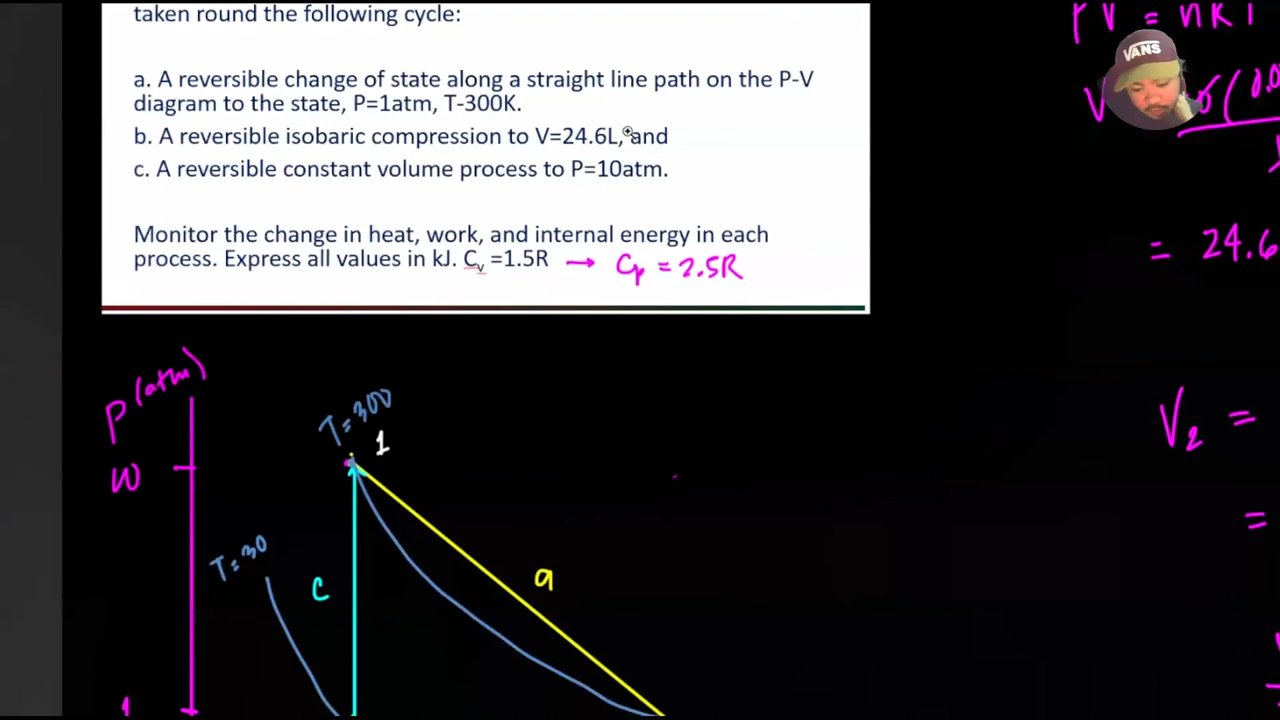 taken round the following cycle:
a. A reversible change of state along a straight line path on the P-V
diagram to the state, P=1atm, T-300K.
b. A reversible isobaric compression to V=24.6L, and
c. A reversible constant volume process to P=10atm.
Monitor the change in heat, work, and internal energy in each
process. Express all values in kJ. Cv =1.5R → Cp = 2.5R
PV = nRT
VANS
V
= 24.6
P (atm)
10
T=300
1
V2 =
=
T=30
C
a
1